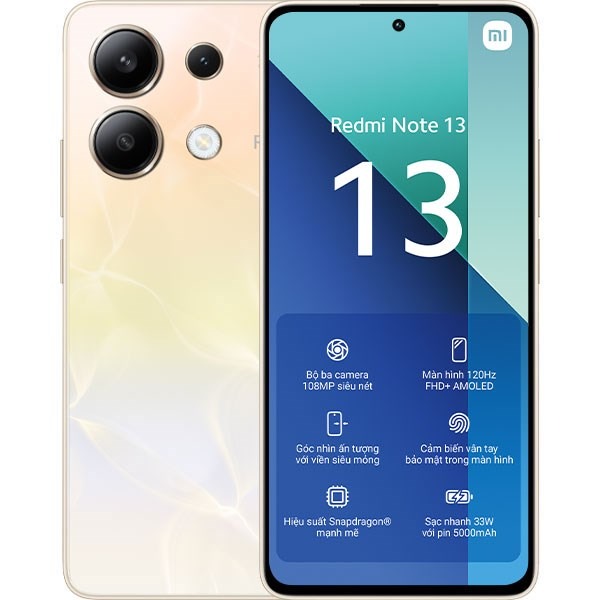 mi
Redmi Note 13
13
Bộ ba camera
108MP siêu nét
Màn hình 120Hz
FHD+ AMOLED
Góc nhìn ấn tượng
với viền siêu mỏng
Cảm biến vân tay
bảo mật trong màn hình
Hiệu suất Snapdragon®
mạnh mẽ
Sạc nhanh 33W
với pin 5000mAh